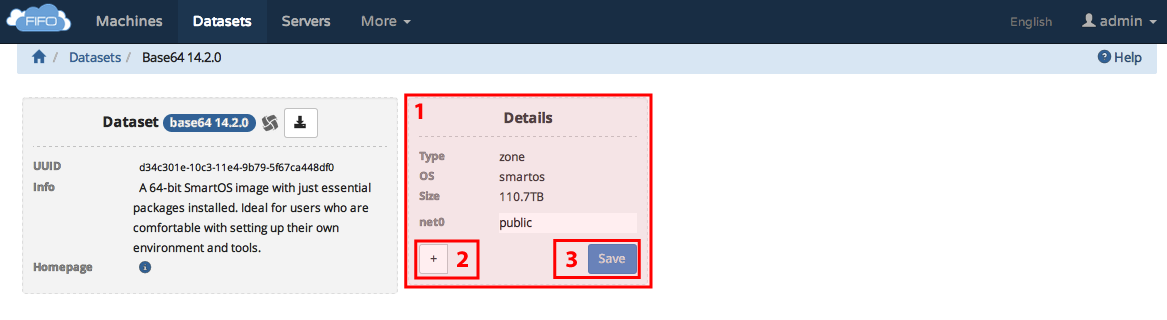 FIFO Machines Datasets Servers More English admin
/ Datasets / Base64 14.2.0 Help
Dataset base64 14.2.0
UUID d34c301e-10c3-11e4-9b79-5f67ca448df0
Info A 64-bit SmartOS image with just essential
packages installed. Ideal for users who are
comfortable with setting up their own
environment and tools.
Homepage
1
Details
Type zone
OS smartos
Size 110.7TB
net0 public
+ 2 3 Save